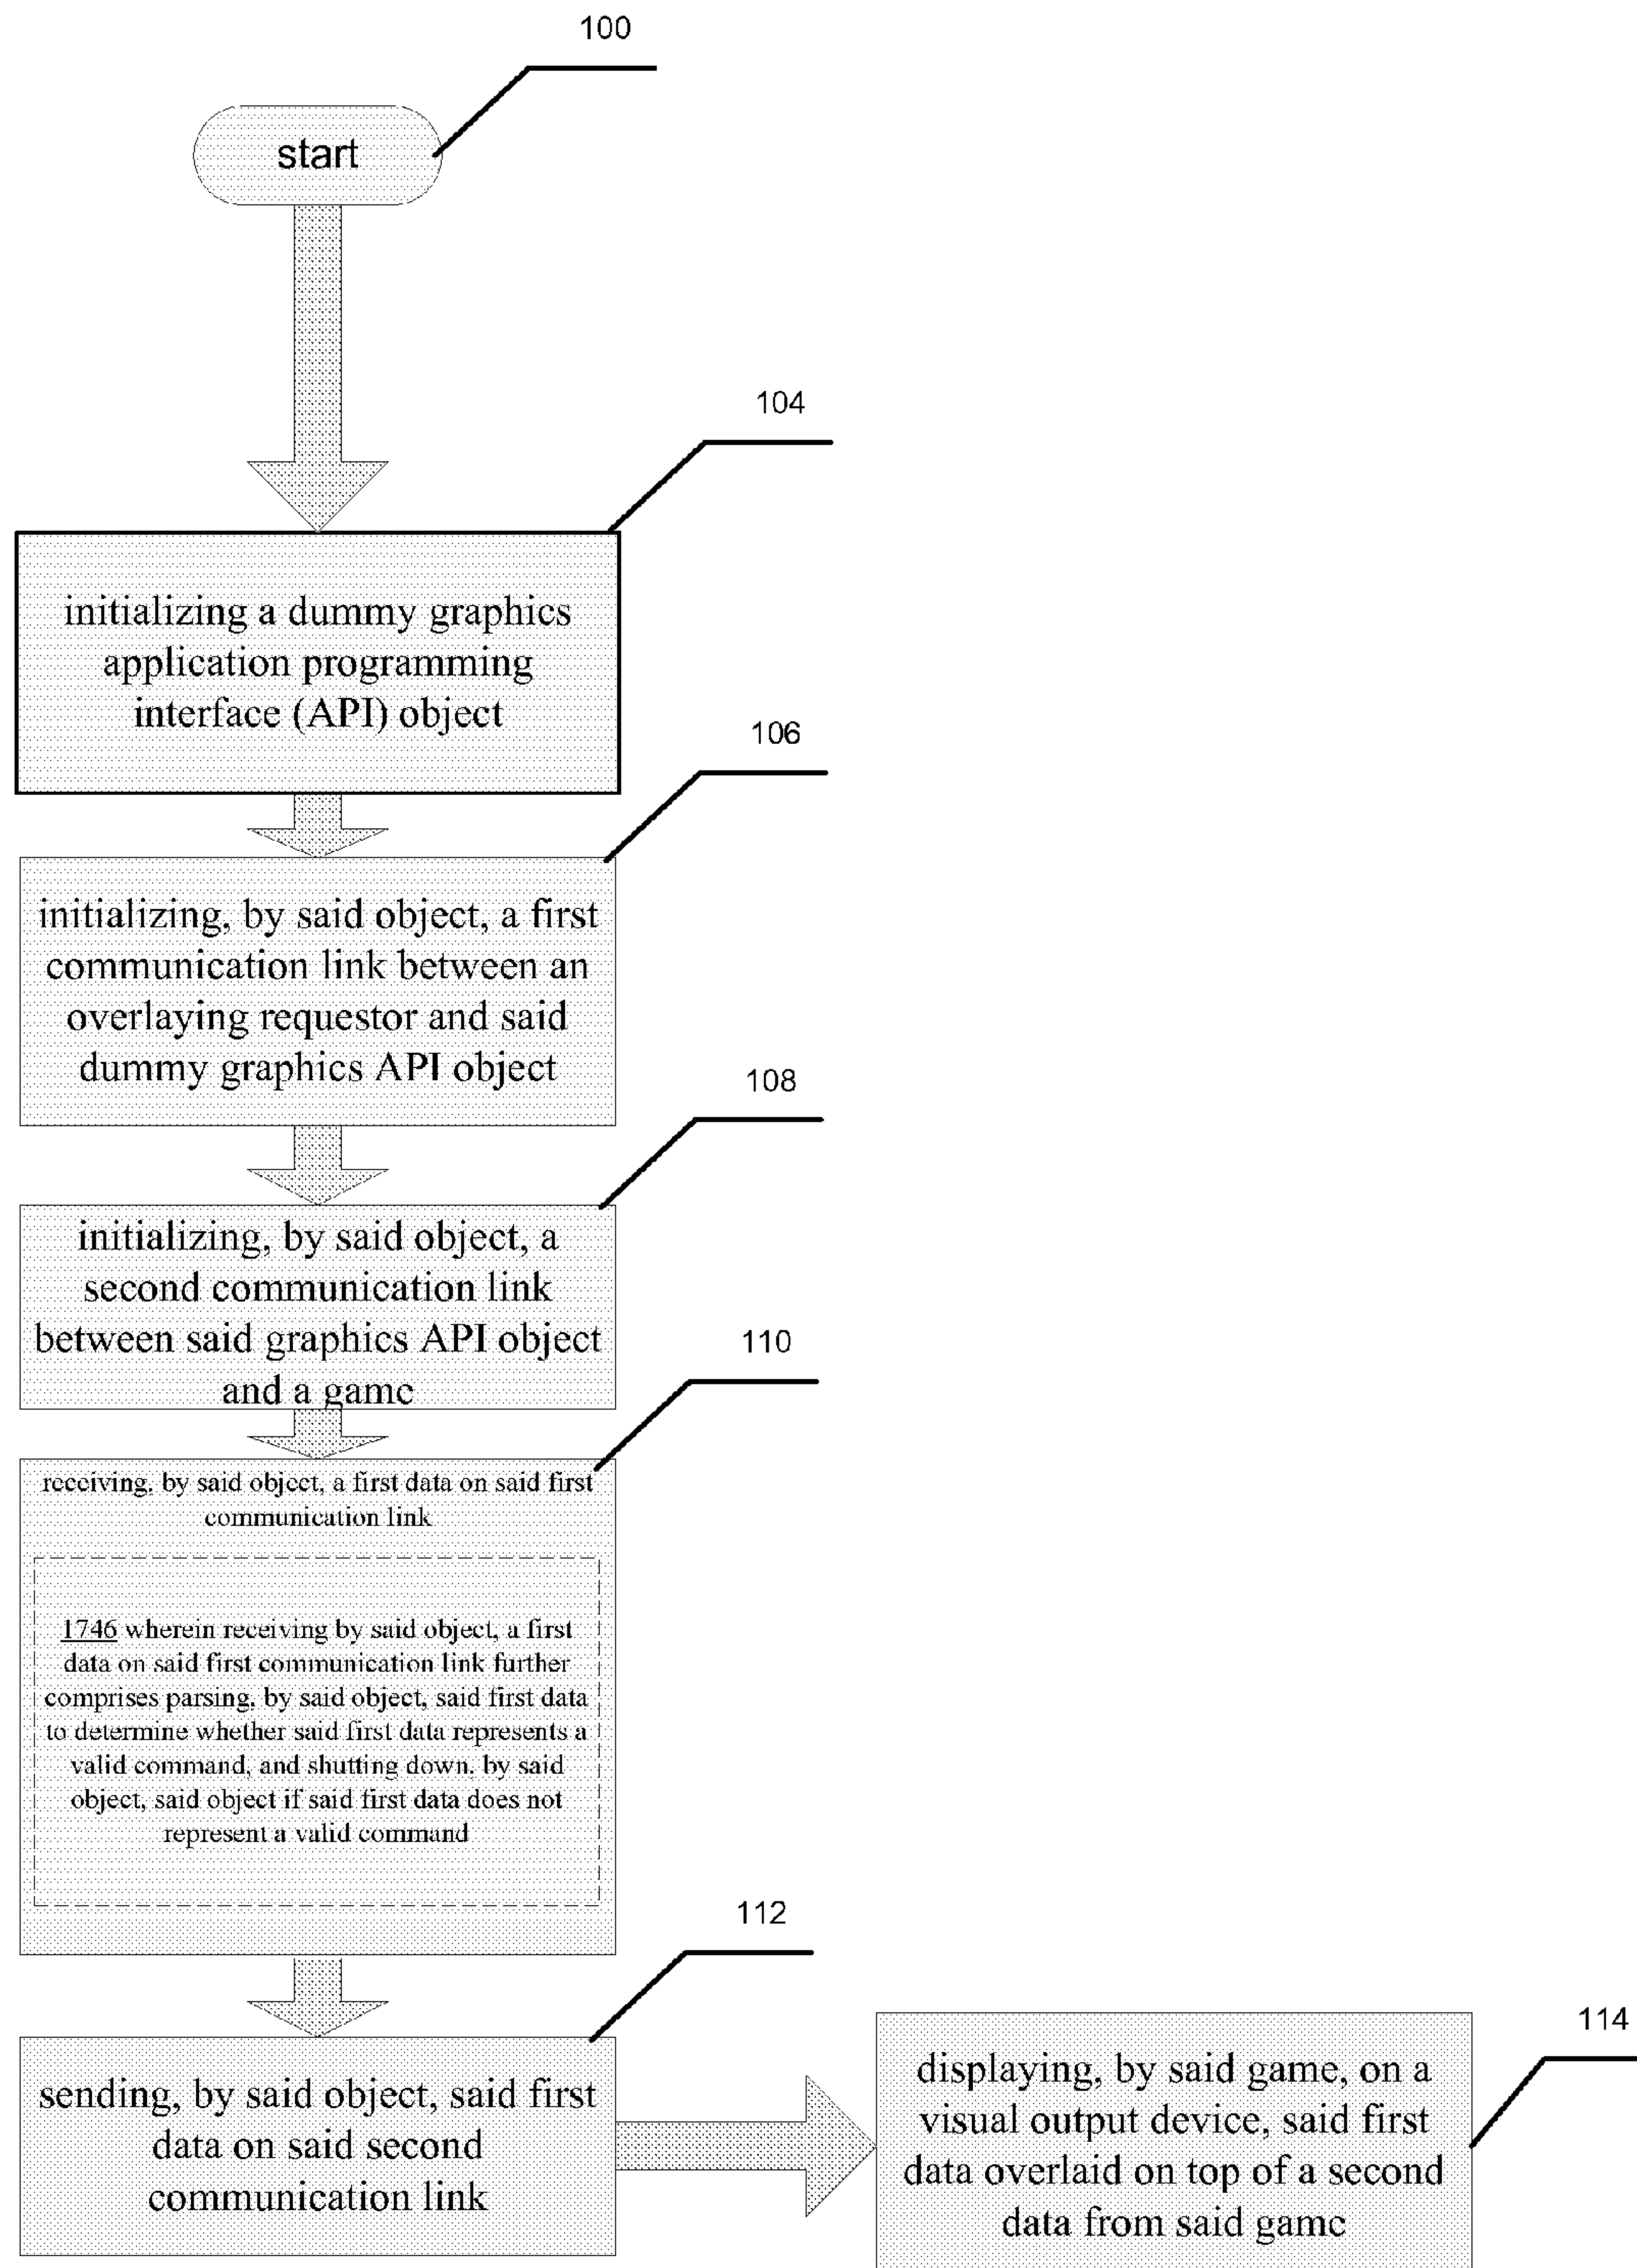 100
start
104
initializing a dummy graphics
application programming
interface (API) object
106
initializing, by said object, a first
communication link between an
overlaying requestor and said
dummy graphics API object
108
initializing, by said object, a
second communication link
between said graphics API object
and a game
110
receiving, by said object, a first data on said first
communication link
1746 wherein receiving by said object, a first
data on said first communication link further
comprises parsing, by said object, said first data
to determine whether said first data represents a
valid command, and shutting down, by said
object, said object if said first data does not
represent a valid command
112
sending, by said object, said first
data on said second
communication link
114
displaying, by said game, on a
visual output device, said first
data overlaid on top of a second
data from said game